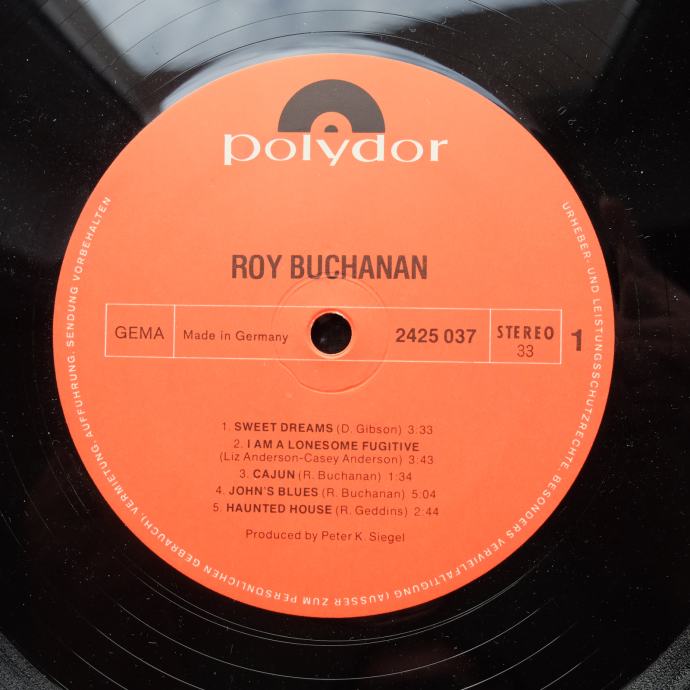 polydor
ROY BUCHANAN
GEMA
Made in Germany
2425 037
STEREO
33
1
1. SWEET DREAMS (D. Gibson) 3:33
2. I AM A LONESOME FUGITIVE
(Liz Anderson-Casey Anderson) 3:43
3. CAJUN (R. Buchanan) 1:34
4. JOHN'S BLUES (R. Buchanan) 5:04
5. HAUNTED HOUSE (R. Geddins) 2:44
Produced by Peter K. Siegel
URHEBER- UND LEISTUNGSSCHUTZRECHTE, BESONDERS VERVIELFÄLTIGUNG (AUSSER ZUM PERSÖNLICHEN GEBRAUCH), VERMIETUNG, AUFFÜHRUNG, SENDUNG VORBEHALTEN